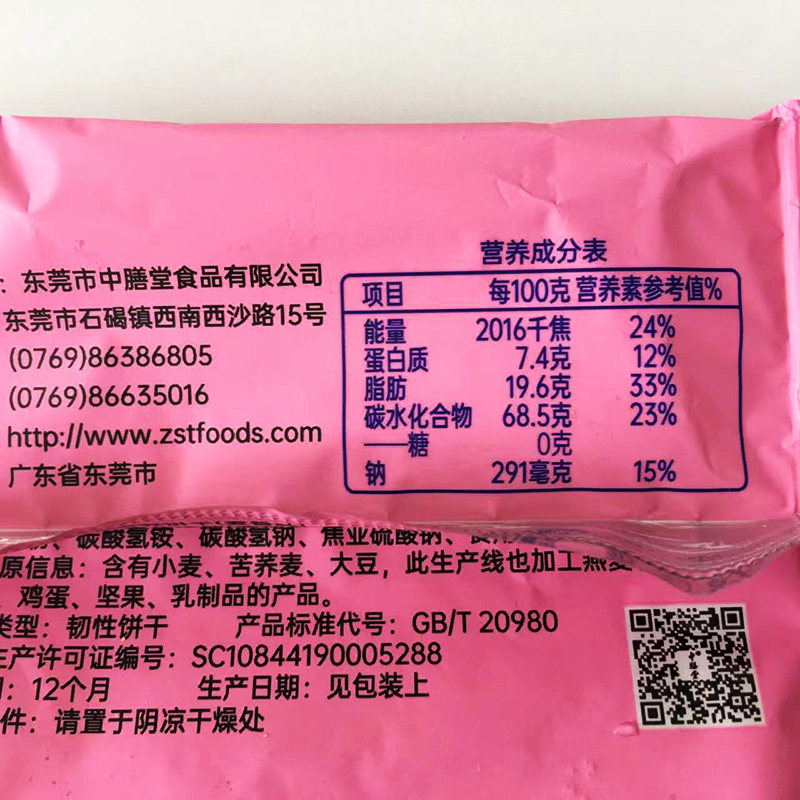 ：东莞市中膳堂食品有限公司
东莞市石碣镇西南西沙路15号
(0769)86386805
(0769)86635016
http://www.zstfoods.com
广东省东莞市
营养成分表
项目 每100克 营养素参考值%
能量 2016千焦 24%
蛋白质 7.4克 12%
脂肪 19.6克 33%
碳水化合物 68.5克 23%
——糖 0克
钠 291毫克 15%
、碳酸氢铵、碳酸氢钠、焦亚硫酸钠、食用
原信息：含有小麦、苦荞麦、大豆，此生产线也加工燕麦
、鸡蛋、坚果、乳制品的产品。
类型：韧性饼干 产品标准代号：GB/T 20980
生产许可证编号：SC10844190005288
：12个月 生产日期：见包装上
件：请置于阴凉干燥处
中膳堂